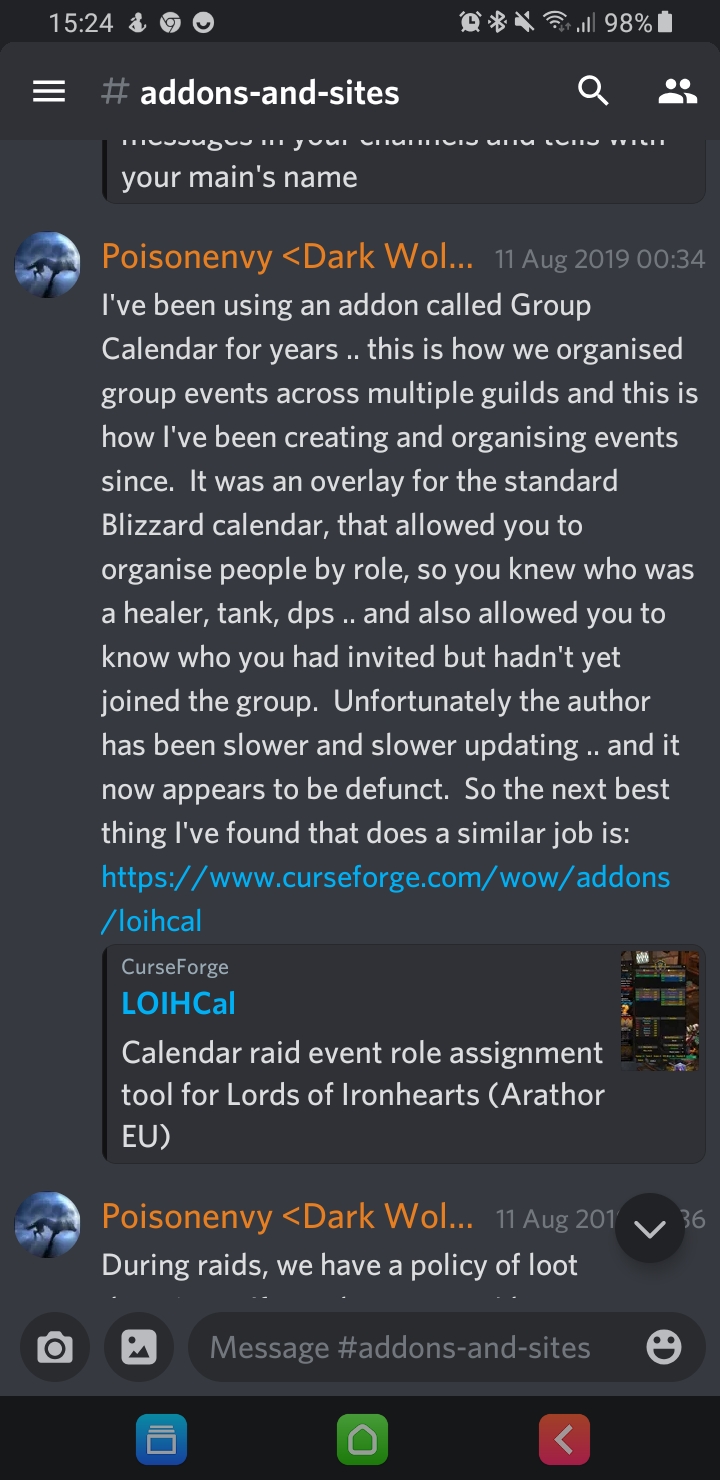 15:24 98%
# addons-and-sites
messages in your channels and tells with
your main's name
Poisonenvy <Dark Wol... 11 Aug 2019 00:34
I've been using an addon called Group
Calendar for years .. this is how we organised
group events across multiple guilds and this is
how I've been creating and organising events
since.  It was an overlay for the standard
Blizzard calendar, that allowed you to
organise people by role, so you knew who was
a healer, tank, dps .. and also allowed you to
know who you had invited but hadn't yet
joined the group.  Unfortunately the author
has been slower and slower updating .. and it
now appears to be defunct.  So the next best
thing I've found that does a similar job is:
https://www.curseforge.com/wow/addons
/loihcal
CurseForge
LOIHCal
Calendar raid event role assignment
tool for Lords of Ironhearts (Arathor
EU)
Poisonenvy <Dark Wol... 11 Aug 201 36
During raids, we have a policy of loot
Message #addons-and-sites